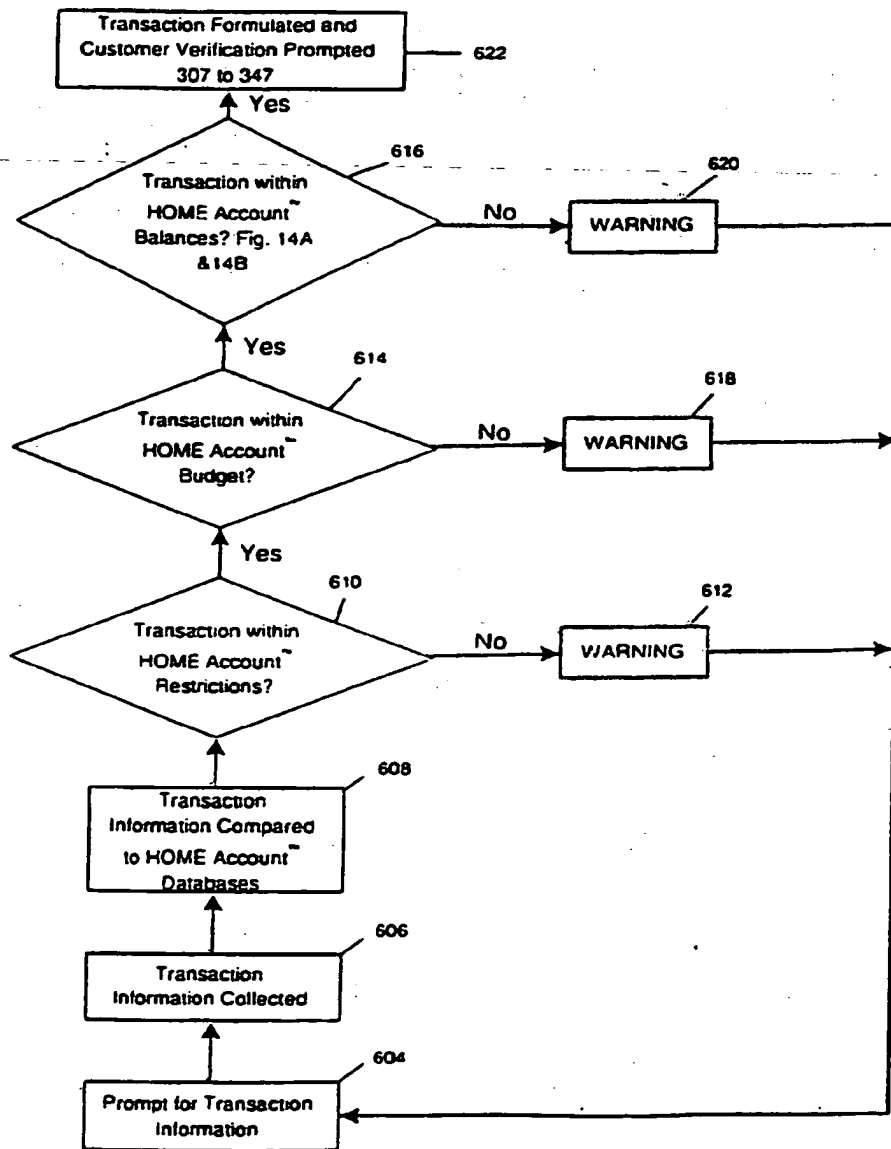 Transaction Formulated and
Customer Verification Prompted
307 to 347
622
Yes
616
Transaction within
HOME Account~
Balances? Fig. 14A
&14B
No
620
WARNING
Yes
614
Transaction within
HOME Account~
Budget?
No
618
WARNING
Yes
610
Transaction within
HOME Account~
Restrictions?
No
612
WARNING
608
Transaction
Information Compared
to HOME Account~
Databases
606
Transaction
Information Collected
604
Prompt for Transaction
Information